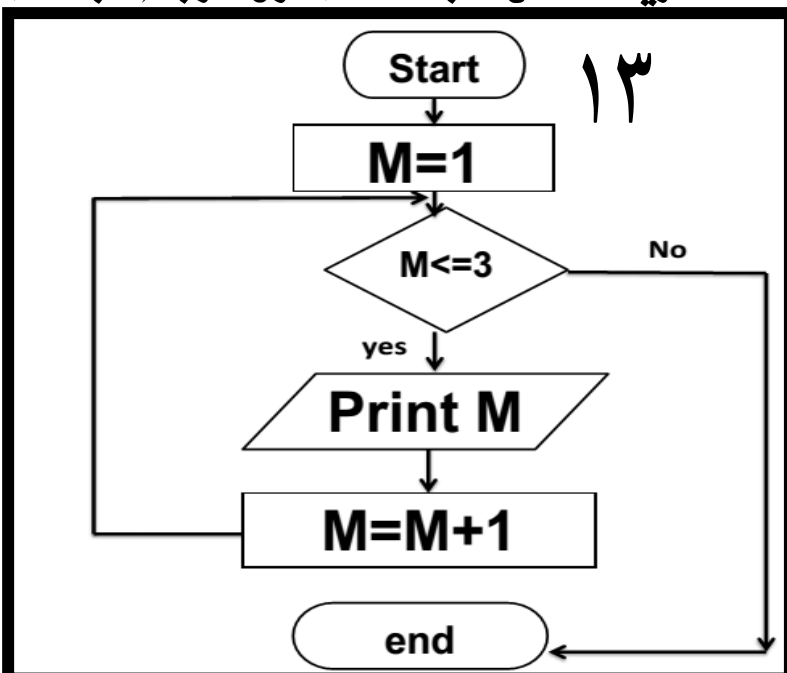 Start
١٣
M=1
M<=3
No
yes
Print M
M=M+1
end